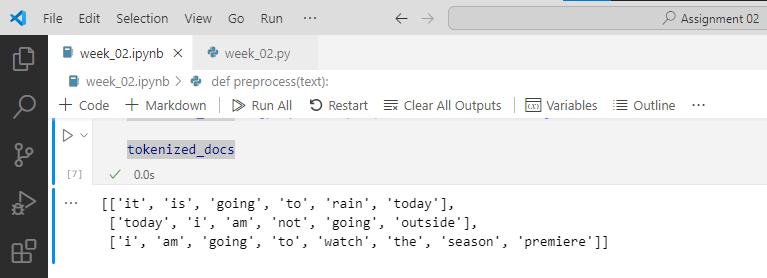 File Edit Selection View Go Run ··· ← → Assignment 02
week_02.ipynb × week_02.py
week_02.ipynb > def preprocess(text):
+ Code + Markdown Run All Restart Clear All Outputs Variables Outline ···
tokenized_docs
[7] ✓ 0.0s
··· [['it', 'is', 'going', 'to', 'rain', 'today'],
['today', 'i', 'am', 'not', 'going', 'outside'],
['i', 'am', 'going', 'to', 'watch', 'the', 'season', 'premiere']]